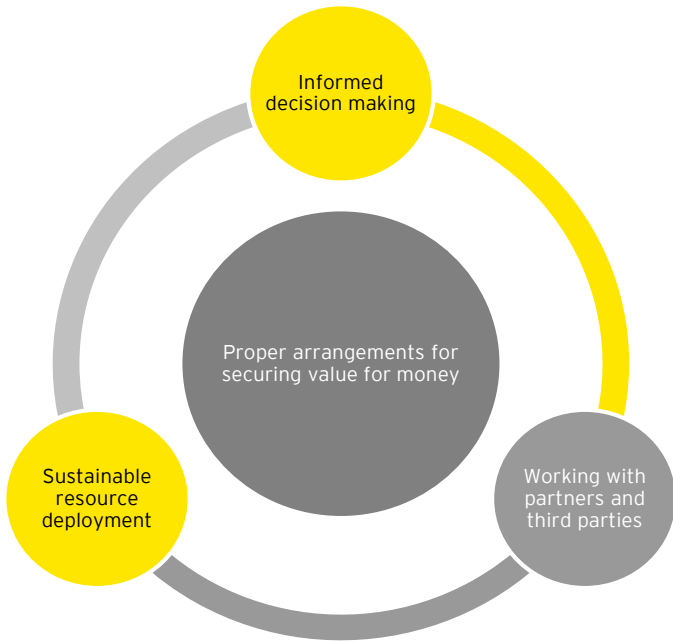 Informed
decision making
Proper arrangements for
securing value for money
Sustainable
resource
deployment
Working with
partners and
third parties